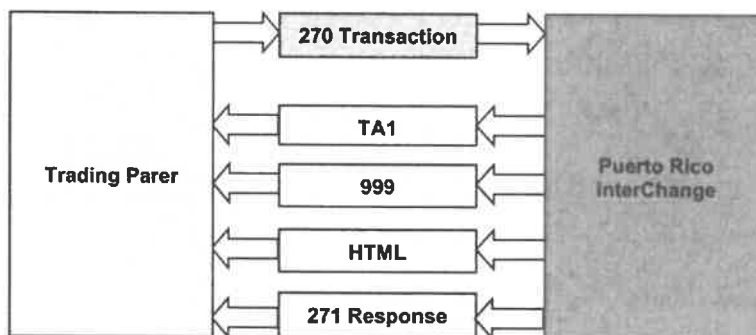 270 Transaction
TA1
Trading Parer
999
Puerto Rico
InterChange
HTML
271 Response